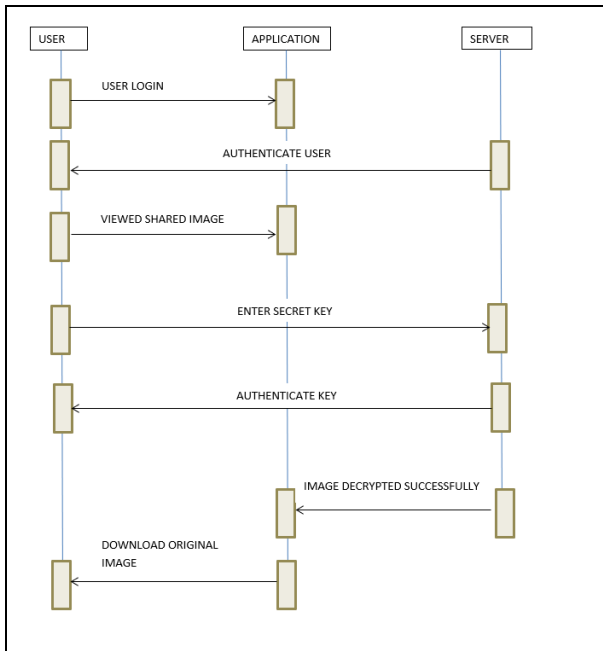 USER
APPLICATION
SERVER
USER LOGIN
AUTHENTICATE USER
VIEWED SHARED IMAGE
ENTER SECRET KEY
AUTHENTICATE KEY
IMAGE DECRYPTED SUCCESSFULLY
DOWNLOAD ORIGINAL
IMAGE